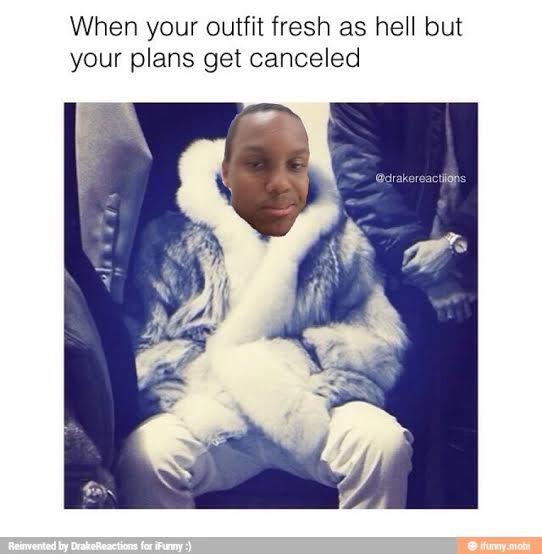 When your outfit fresh as hell but
your plans get canceled
@drakereactiions
Reinvented by DrakeReactions for iFunny :)
ifunny.mobi